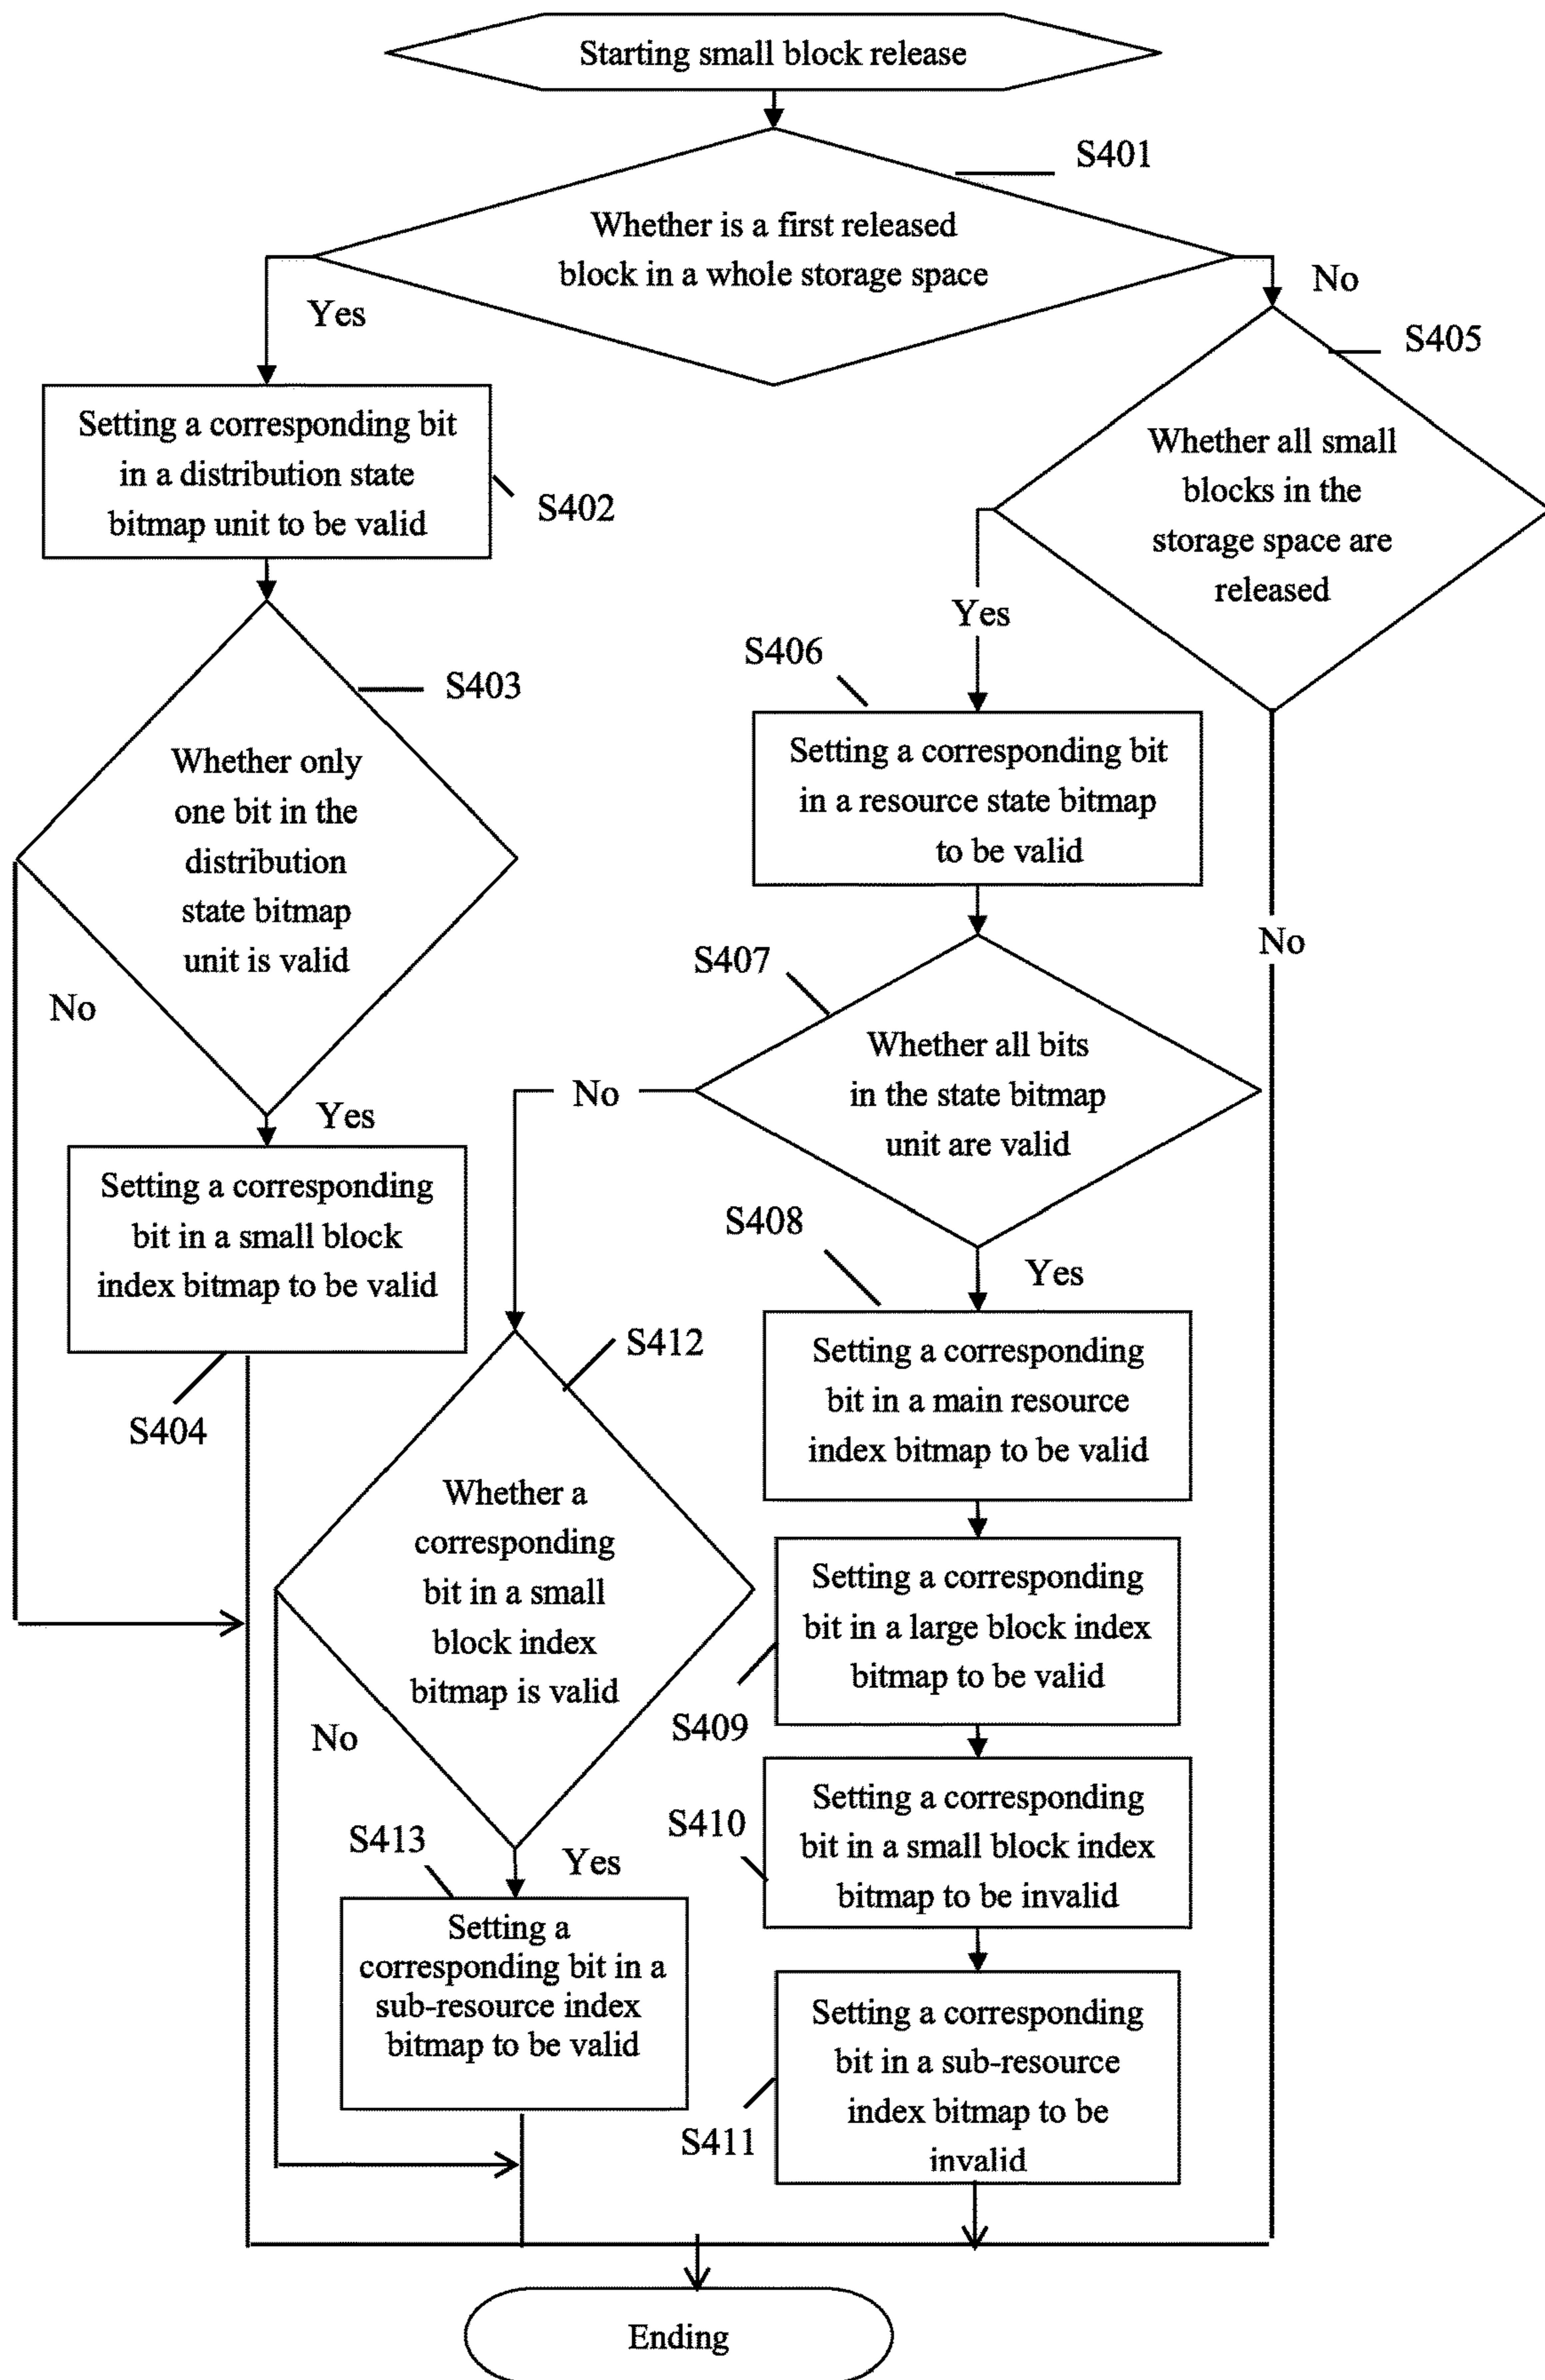 Starting small block release
S401
Whether is a first released
block in a whole storage space
Yes
No
S405
Setting a corresponding bit
in a distribution state
bitmap unit to be valid
S402
Whether all small
blocks in the
storage space are
released
Yes
S406
S403
Whether only
one bit in the
distribution
state bitmap
unit is valid
No
Setting a corresponding bit
in a resource state bitmap
to be valid
No
S407
Whether all bits
in the state bitmap
unit are valid
No
Yes
Setting a corresponding
bit in a small block
index bitmap to be valid
S404
S408
Yes
S412
Setting a corresponding
bit in a main resource
index bitmap to be valid
Whether a
corresponding
bit in a small
block index
bitmap is valid
No
Setting a corresponding
bit in a large block index
bitmap to be valid
S409
S410
Setting a corresponding
bit in a small block index
bitmap to be invalid
S413
Yes
Setting a
corresponding bit in a
sub-resource index
bitmap to be valid
Setting a corresponding
bit in a sub-resource
index bitmap to be
invalid
S411
Ending